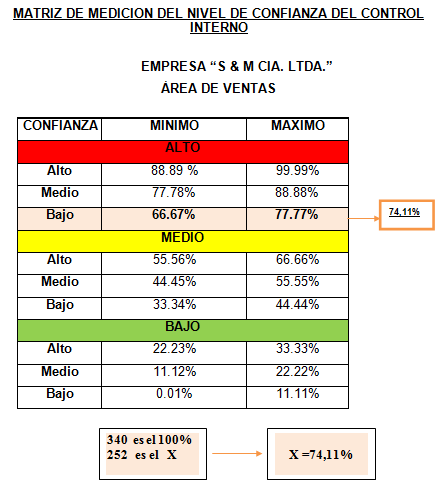 MATRIZ DE MEDICION DEL NIVEL DE CONFIANZA DEL CONTROL
INTERNO
EMPRESA “S & M CIA. LTDA.”
ÁREA DE VENTAS
CONFIANZA MINIMO MAXIMO
ALTO
Alto 88.89 % 99.99%
Medio 77.78% 88.88%
Bajo 66.67% 77.77% 74,11%
MEDIO
Alto 55.56% 66.66%
Medio 44.45% 55.55%
Bajo 33.34% 44.44%
BAJO
Alto 22.23% 33.33%
Medio 11.12% 22.22%
Bajo 0.01% 11.11%
340 es el 100%
252 es el X
X =74,11%